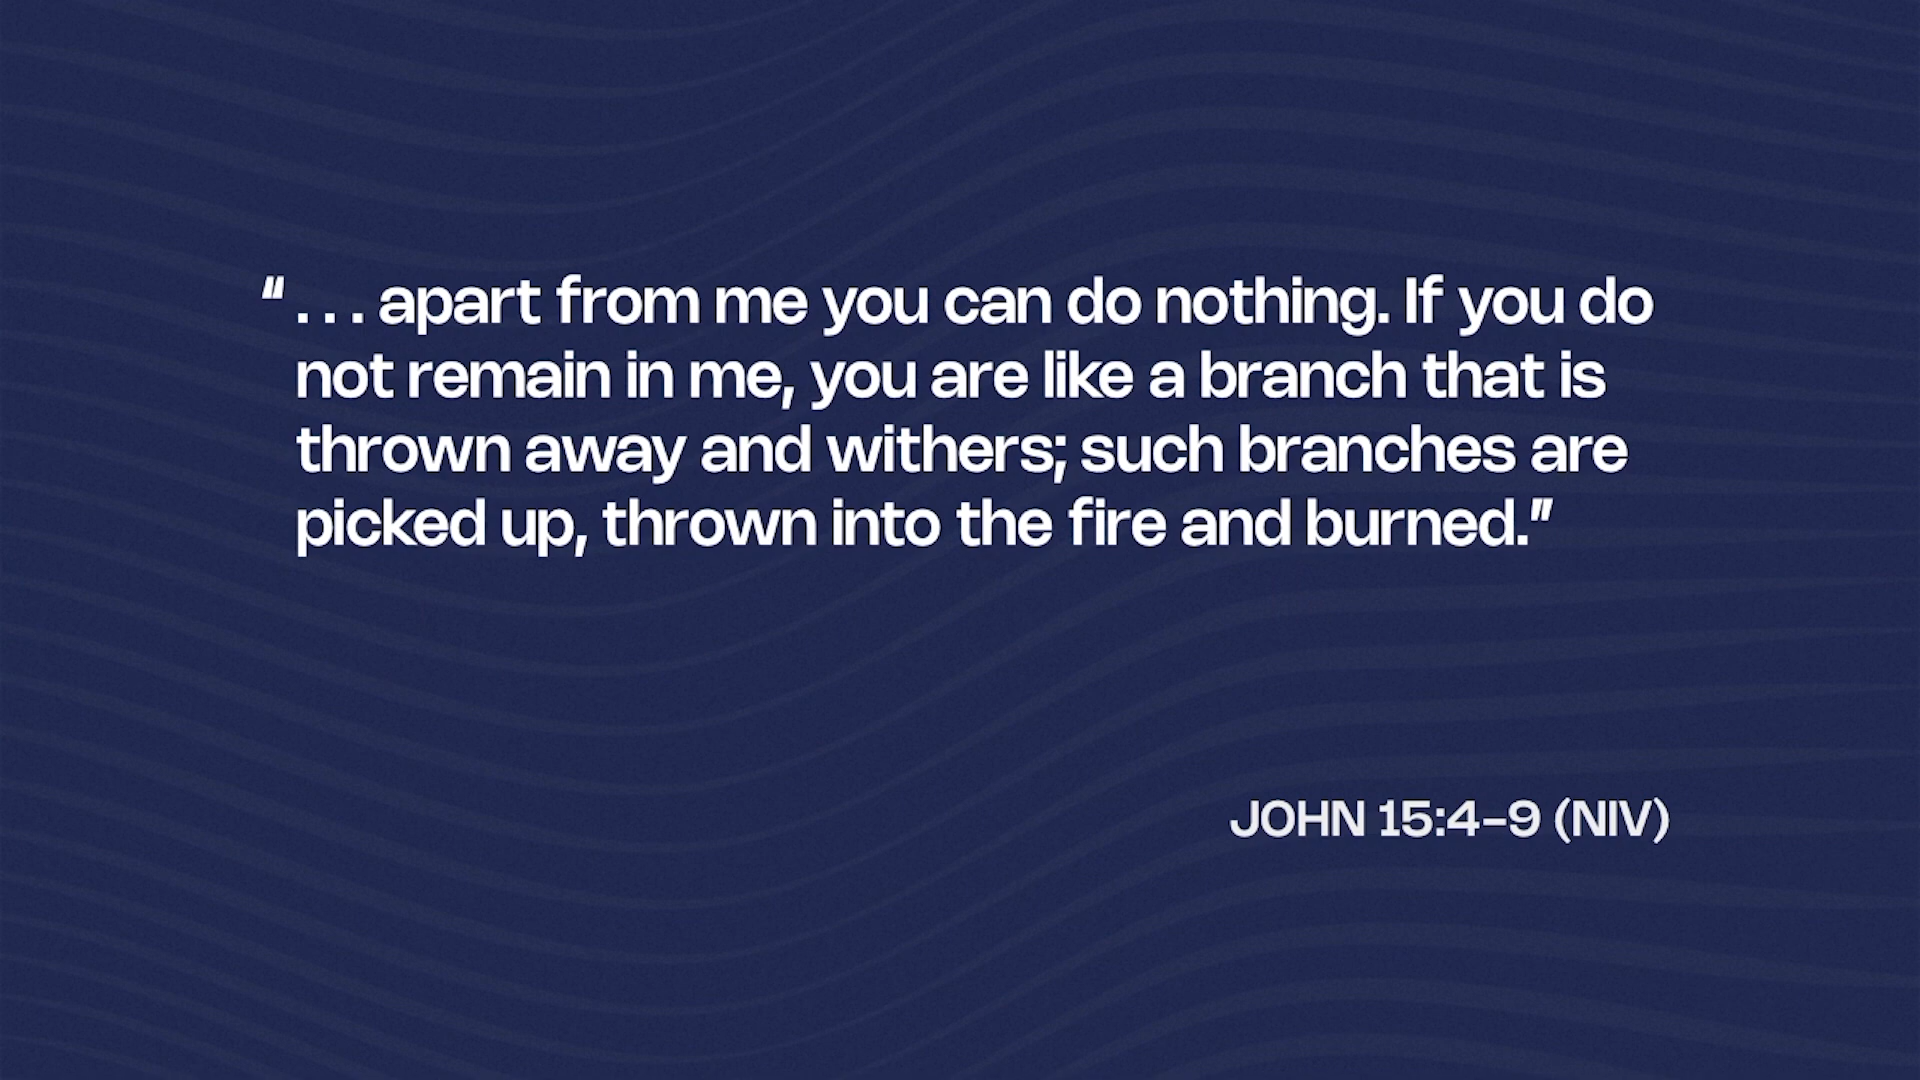 “ . . . apart from me you can do nothing. If you do
not remain in me, you are like a branch that is
thrown away and withers; such branches are
picked up, thrown into the fire and burned.”
JOHN 15:4–9 (NIV)